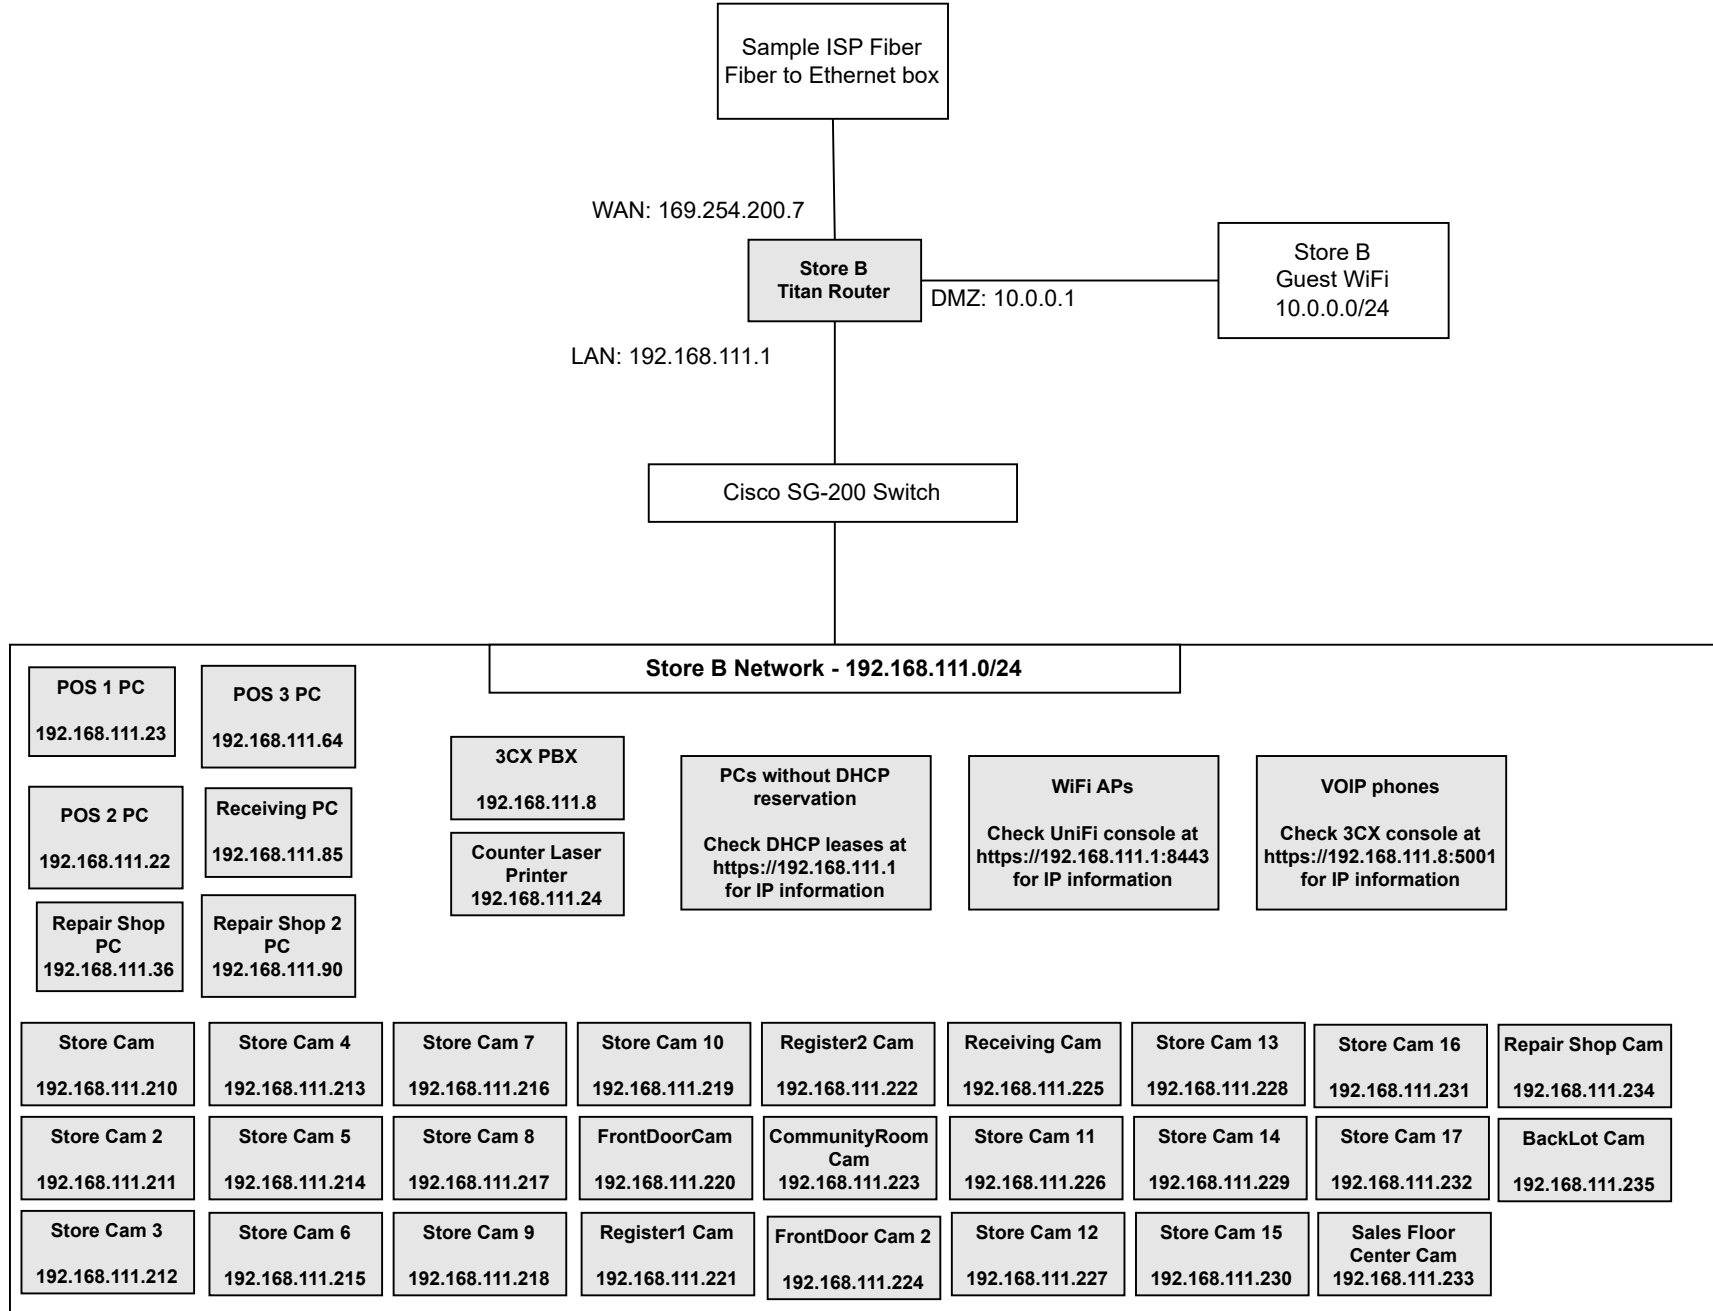 Sample ISP Fiber
Fiber to Ethernet box
WAN: 169.254.200.7
Store B
Titan Router
DMZ: 10.0.0.1
Store B
Guest WiFi
10.0.0.0/24
LAN: 192.168.111.1
Cisco SG-200 Switch
Store B Network - 192.168.111.0/24
POS 1 PC
192.168.111.23
POS 3 PC
192.168.111.64
POS 2 PC
192.168.111.22
Receiving PC
192.168.111.85
Repair Shop
PC
192.168.111.36
Repair Shop 2
PC
192.168.111.90
3CX PBX
192.168.111.8
Counter Laser
Printer
192.168.111.24
PCs without DHCP
reservation
Check DHCP leases at
https://192.168.111.1
for IP information
WiFi APs
Check UniFi console at
https://192.168.111.1:8443
for IP information
VOIP phones
Check 3CX console at
https://192.168.111.8:5001
for IP information
Store Cam
192.168.111.210
Store Cam 4
192.168.111.213
Store Cam 7
192.168.111.216
Store Cam 10
192.168.111.219
Register2 Cam
192.168.111.222
Receiving Cam
192.168.111.225
Store Cam 13
192.168.111.228
Store Cam 16
192.168.111.231
Repair Shop Cam
192.168.111.234
Store Cam 2
192.168.111.211
Store Cam 5
192.168.111.214
Store Cam 8
192.168.111.217
FrontDoorCam
192.168.111.220
CommunityRoom
Cam
192.168.111.223
Store Cam 11
192.168.111.226
Store Cam 14
192.168.111.229
Store Cam 17
192.168.111.232
BackLot Cam
192.168.111.235
Store Cam 3
192.168.111.212
Store Cam 6
192.168.111.215
Store Cam 9
192.168.111.218
Register1 Cam
192.168.111.221
FrontDoor Cam 2
192.168.111.224
Store Cam 12
192.168.111.227
Store Cam 15
192.168.111.230
Sales Floor
Center Cam
192.168.111.233